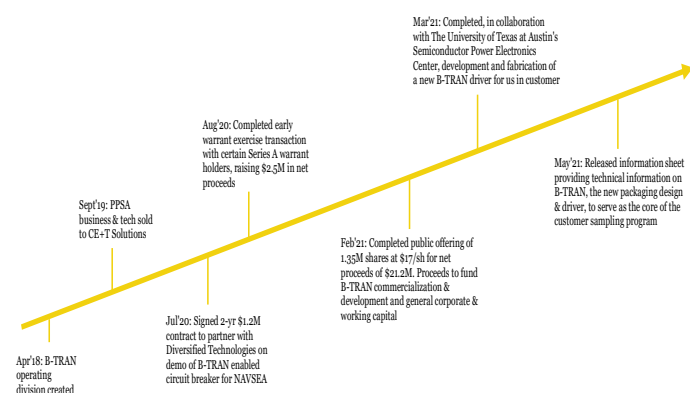 Mar'21: Completed, in collaboration
with The University of Texas at Austin's
Semiconductor Power Electronics
Center, development and fabrication of
a new B-TRAN driver for us in customer
Aug'20: Completed early
warrant exercise transaction
with certain Series A warrant
holders, raising $2.5M in net
proceeds
May'21: Released information sheet
providing technical information on
B-TRAN, the new packaging design
& driver, to serve as the core of the
customer sampling program
Sept'19: PPSA
business & tech sold
to CE+T Solutions
Feb'21: Completed public offering of
1.35M shares at $17/sh for net
proceeds of $21.2M. Proceeds to fund
B-TRAN commercialization &
development and general corporate &
working capital
Jul'20: Signed 2-yr $1.2M
contract to partner with
Diversified Technologies on
demo of B-TRAN enabled
circuit breaker for NAVSEA
Apr'18: B-TRAN
operating
division created